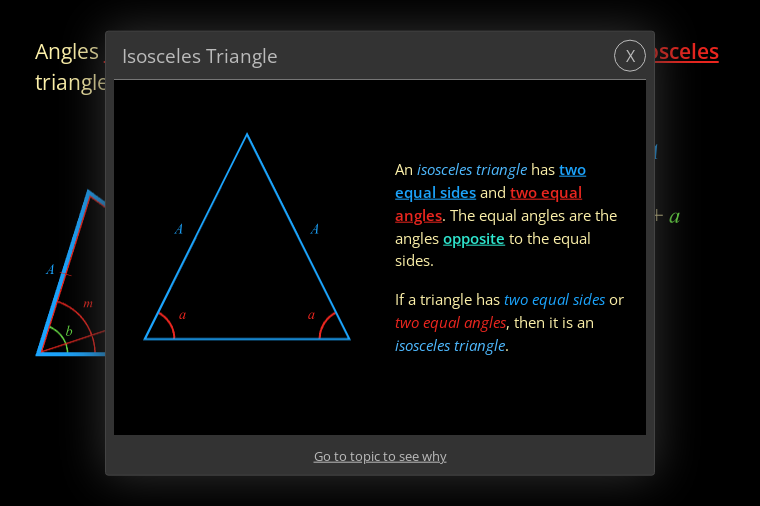 Isosceles Triangle
X
Angles
osceles
triangle
An isosceles triangle has two
equal sides and two equal
angles. The equal angles are the
angles opposite to the equal
sides.
If a triangle has two equal sides or
two equal angles, then it is an
isosceles triangle.
A
A
a
a
A
m
b
+ a
Go to topic to see why